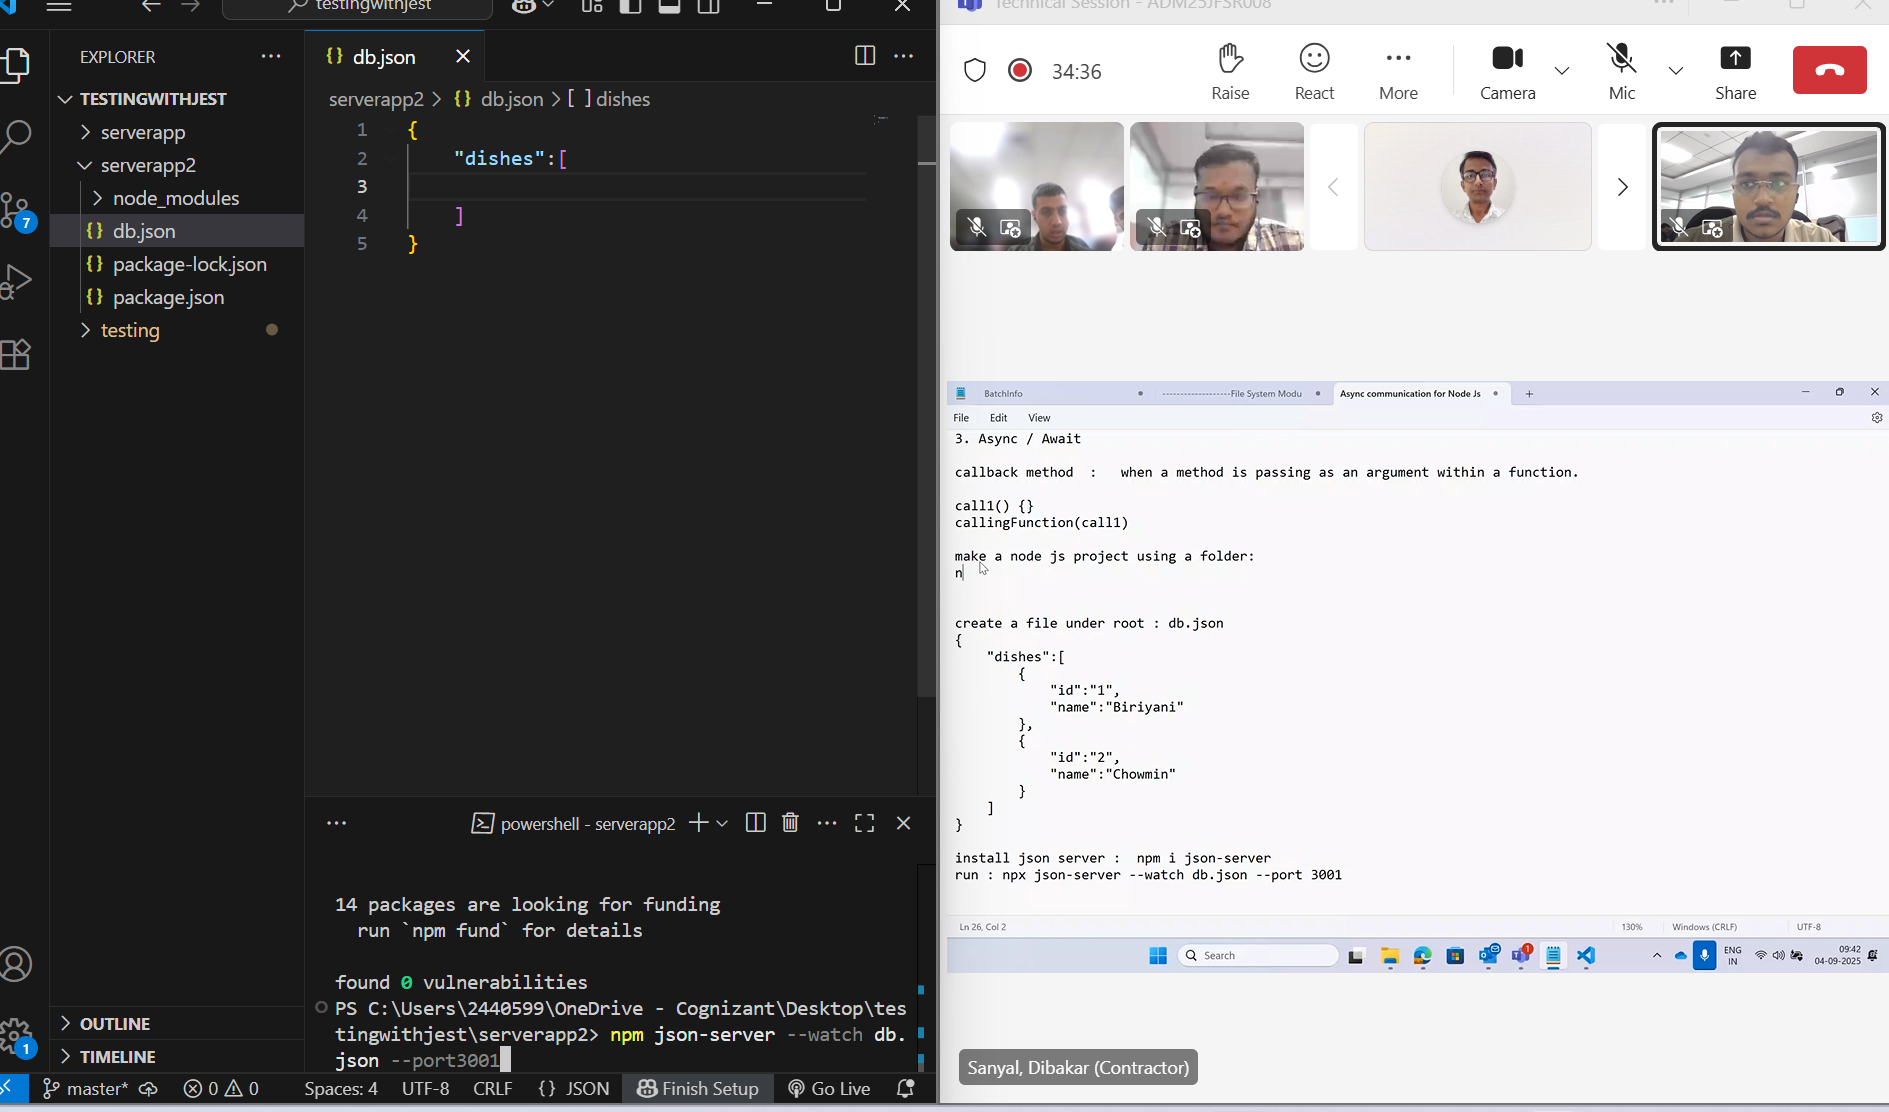 testingwithjest
EXPLORER
TESTINGWITHJEST
serverapp
serverapp2
node_modules
db.json
package-lock.json
package.json
testing
OUTLINE
TIMELINE
7
1
db.json
serverapp2 > {} db.json > [ ] dishes
1 {
2 "dishes":[
3
4 ]
5 }
powershell - serverapp2
14 packages are looking for funding
run `npm fund` for details
found 0 vulnerabilities
PS C:\Users\2440599\OneDrive - Cognizant\Desktop\tes
tingwithjest\serverapp2> npm json-server --watch db.
json --port3001
master* 0 0 Spaces: 4 UTF-8 CRLF {} JSON Finish Setup Go Live
Technical Session - ADM25JFSR008
34:36
Raise
React
More
Camera
Mic
Share
BatchInfo
--------------------File System Modu
Async communication for Node Js
File Edit View
3. Async / Await
callback method : when a method is passing as an argument within a function.
call1() {}
callingFunction(call1)
make a node js project using a folder:
n
create a file under root : db.json
{
"dishes":[
{
"id":"1",
"name":"Biriyani"
},
{
"id":"2",
"name":"Chowmin"
}
]
}
install json server : npm i json-server
run : npx json-server --watch db.json --port 3001
Ln 26, Col 2
130%
Windows (CRLF)
UTF-8
Search
1
ENG
IN
09:42
04-09-2025
Sanyal, Dibakar (Contractor)